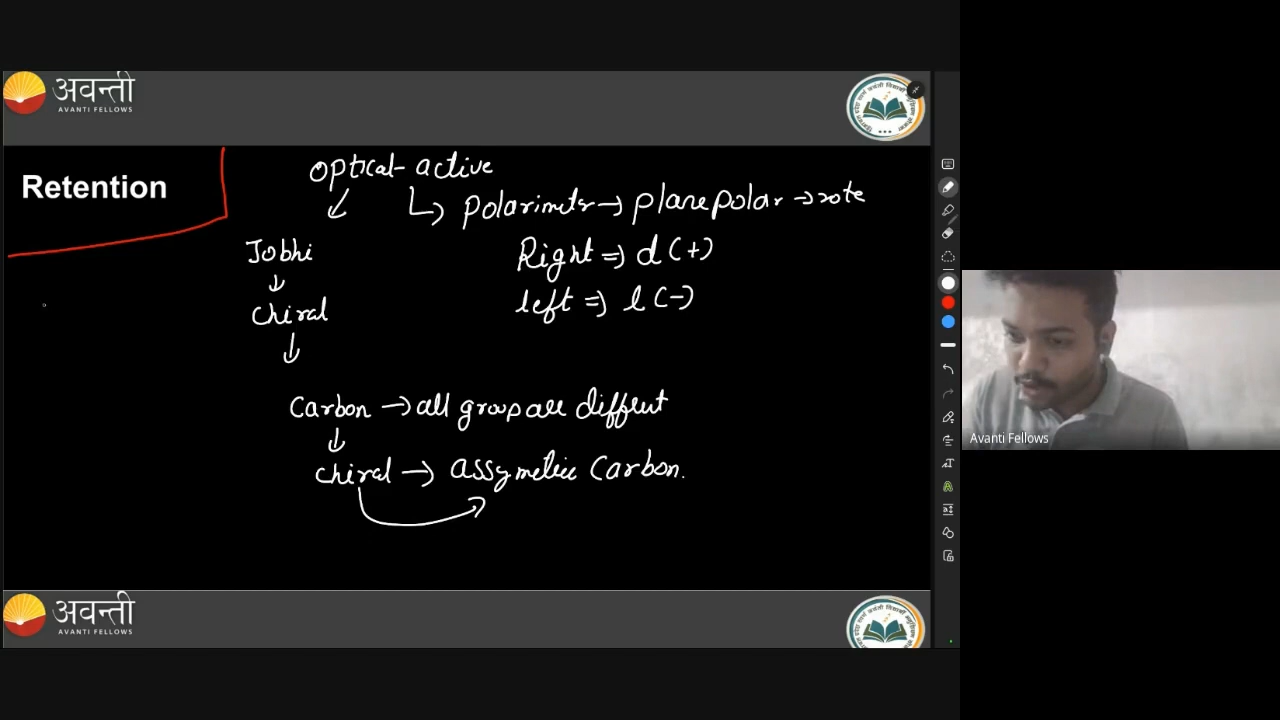 अवन्ती
AVANTI FELLOWS
Retention
optical active
Polarimeter → plane polar → rote
Jobhi
Right ⇒ d (+)
↓
left ⇒ l (-)
chiral
↓
Carbon → all group are diffrent
↓
chiral → assymetric Carbon.
Avanti Fellows
अवन्ती
AVANTI FELLOWS